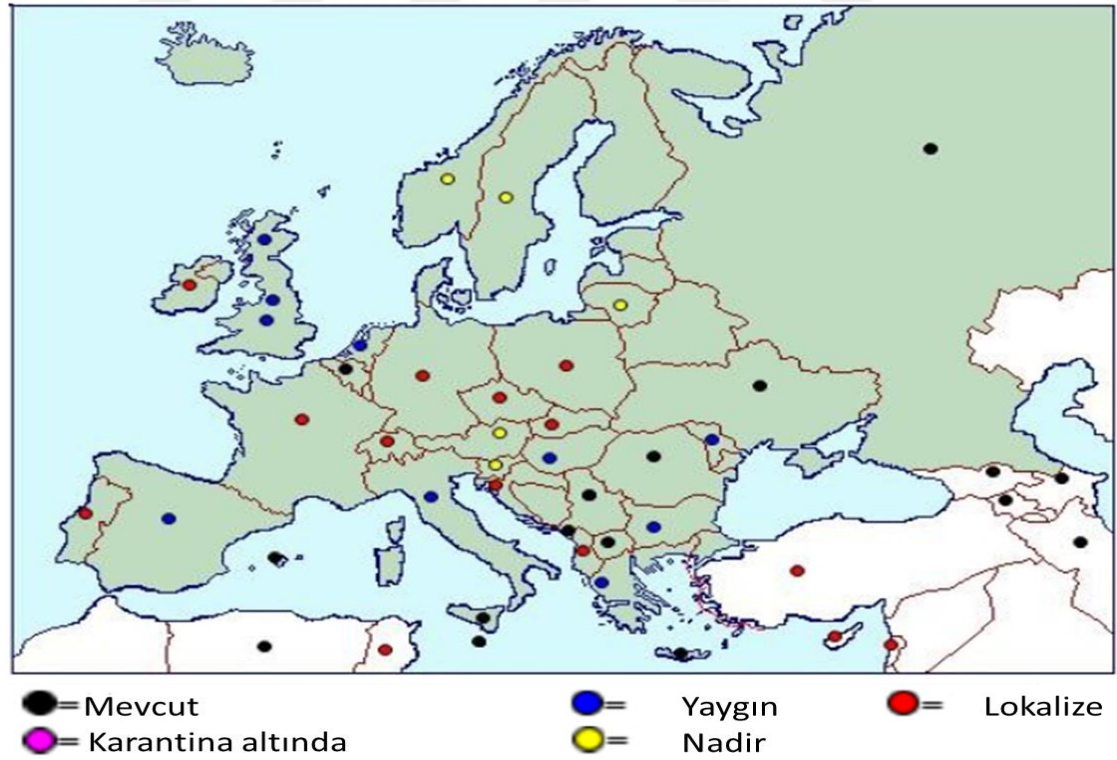 = Mevcut = Yaygın = Lokalize
= Karantina altında = Nadir